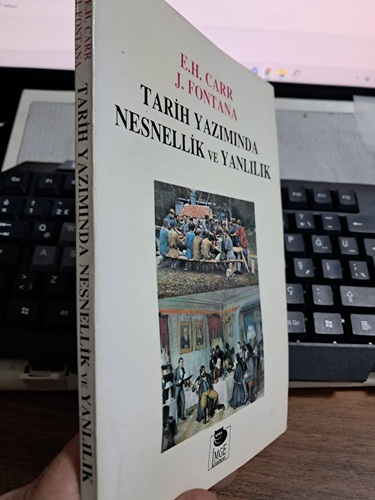 E.H. CARR
J. FONTANA
TARİH YAZIMINDA
NESNELLİK VE YANLILIK
İMGE
E.H. CARR
J. FONTANA
TARİH YAZIMINDA NESNELLİK VE YANLILIK